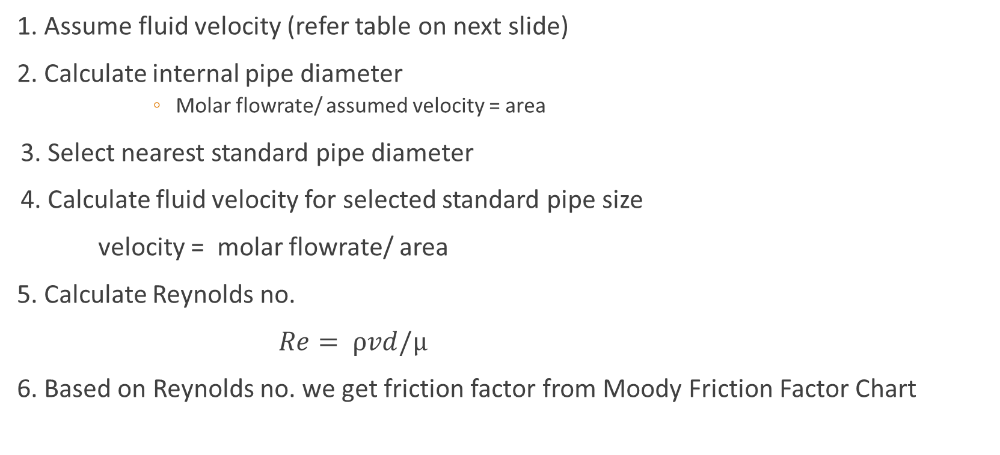 1. Assume fluid velocity (refer table on next slide)
2. Calculate internal pipe diameter
◦ Molar flowrate/ assumed velocity = area
3. Select nearest standard pipe diameter
4. Calculate fluid velocity for selected standard pipe size
velocity = molar flowrate/ area
5. Calculate Reynolds no.
Re = ρvd/μ
6. Based on Reynolds no. we get friction factor from Moody Friction Factor Chart